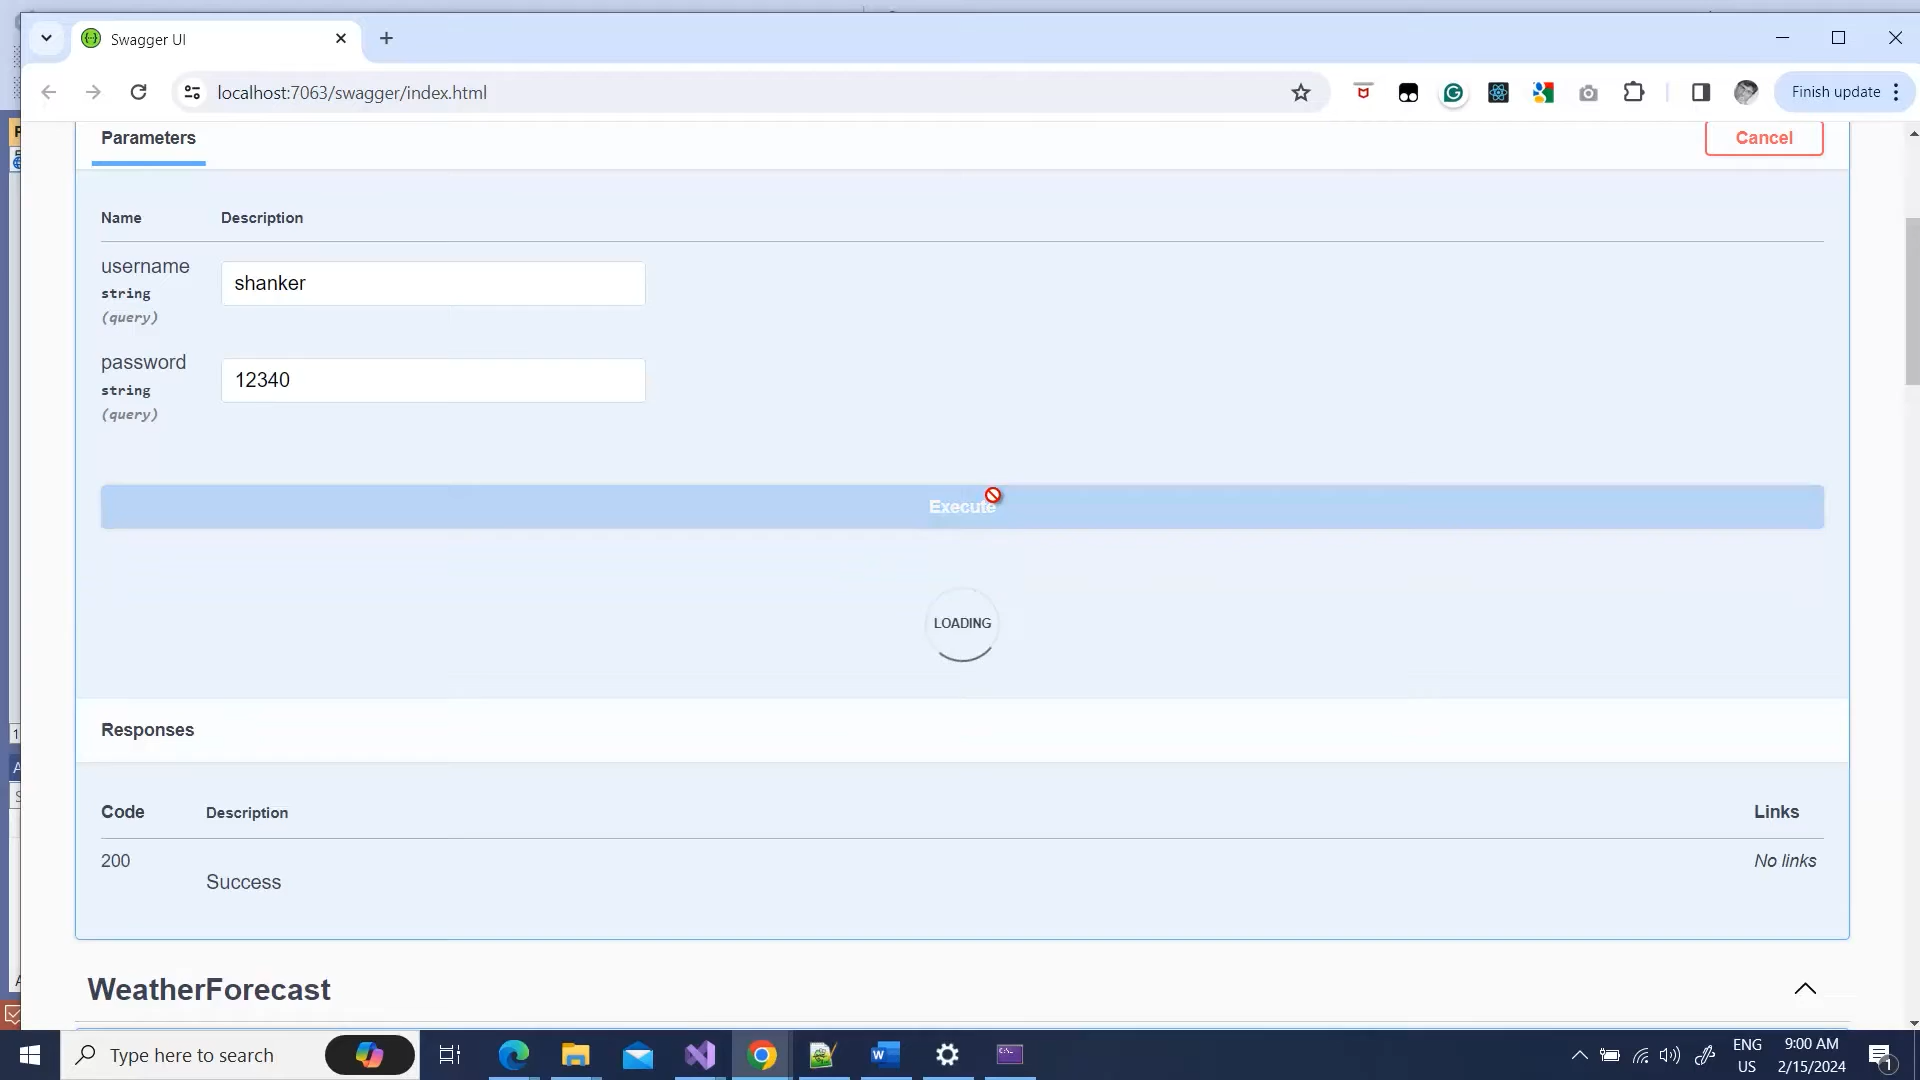 Swagger UI
localhost:7063/swagger/index.html
Finish update
Parameters
Cancel
Name
Description
username
string
(query)
shanker
password
string
(query)
12340
Execute
LOADING
Responses
Code
Description
Links
200
Success
No links
WeatherForecast
Type here to search
ENG
US
9:00 AM
2/15/2024
1